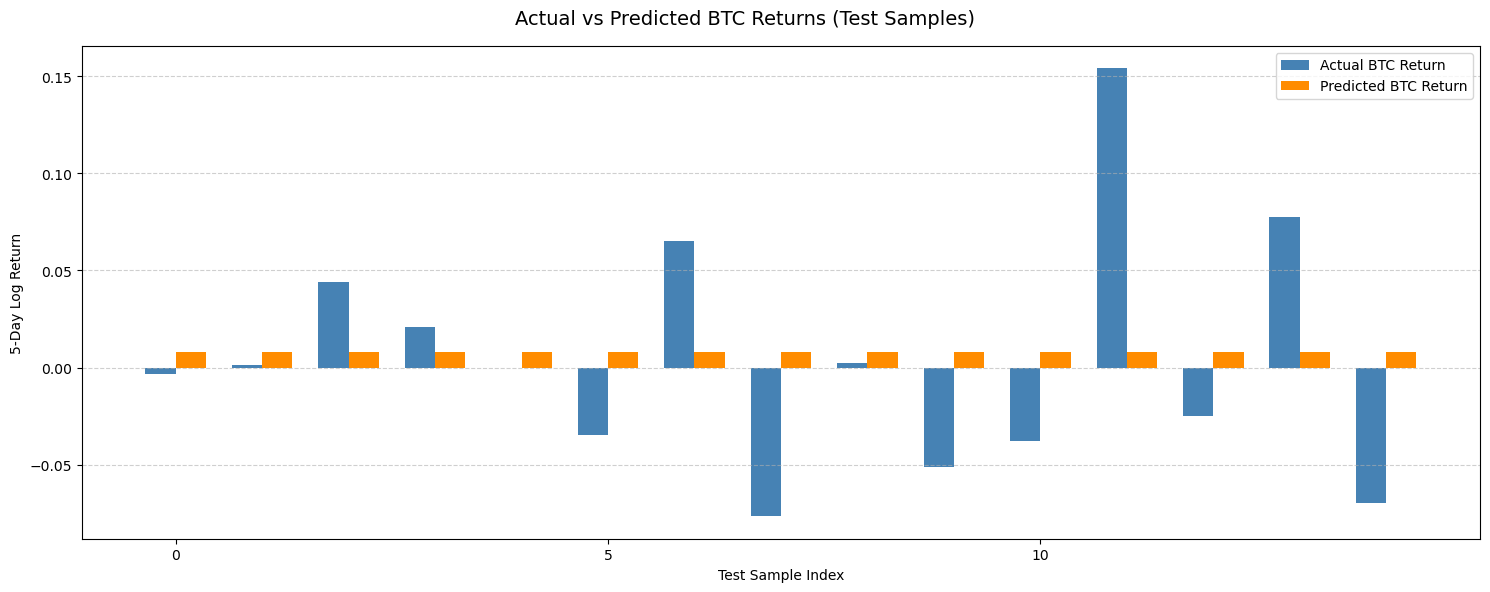 Actual vs Predicted BTC Returns (Test Samples)
Actual BTC Return
Predicted BTC Return
5-Day Log Return
0.15
0.10
0.05
0.00
−0.05
0
5
10
Test Sample Index